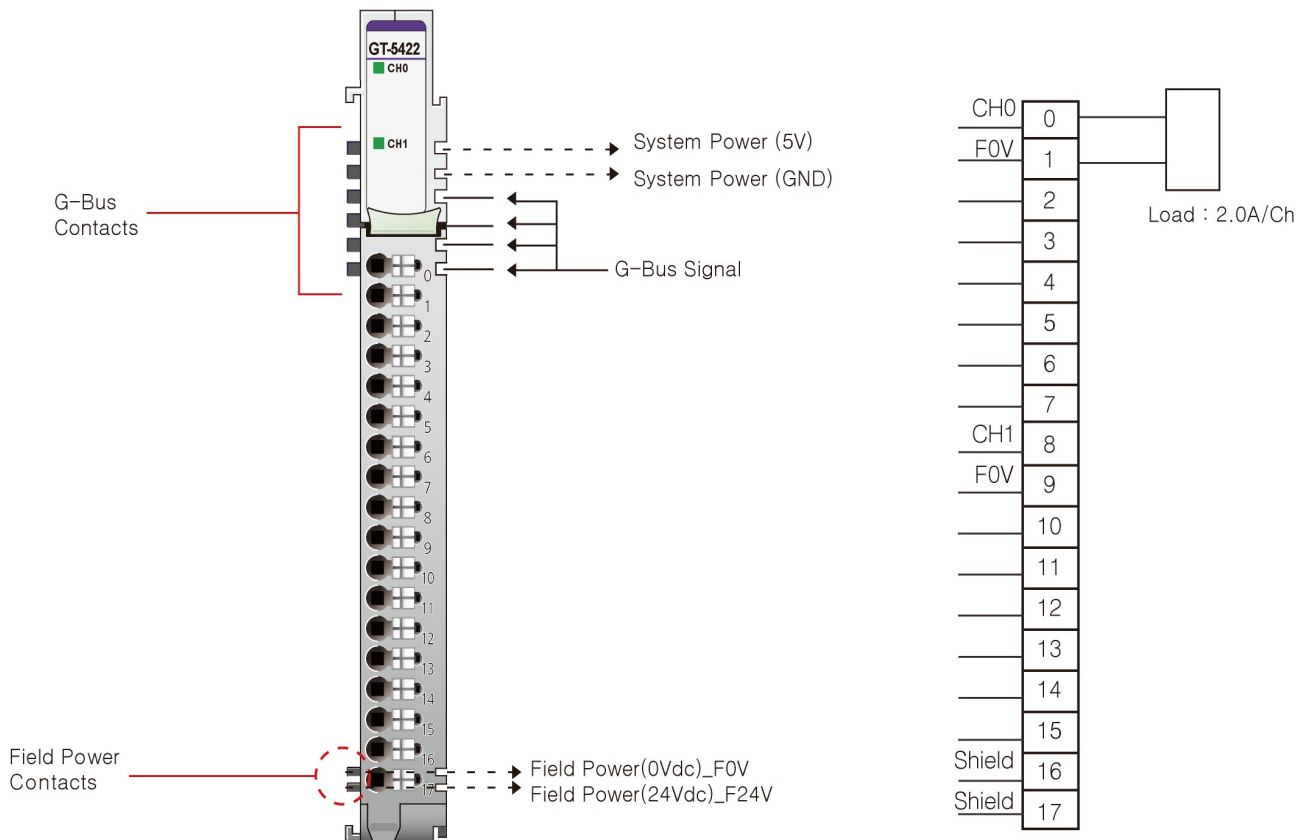 GT-5422
CH0
CH1
G-Bus
Contacts
System Power (5V)
System Power (GND)
G-Bus Signal
0
1
2
3
4
5
6
7
8
9
10
11
12
13
14
15
16
17
Field Power
Contacts
Field Power(0Vdc)_F0V
Field Power(24Vdc)_F24V
CH0 0
F0V 1
2
3
4
5
6
7
CH1 8
F0V 9
10
11
12
13
14
15
Shield 16
Shield 17
Load : 2.0A/Ch